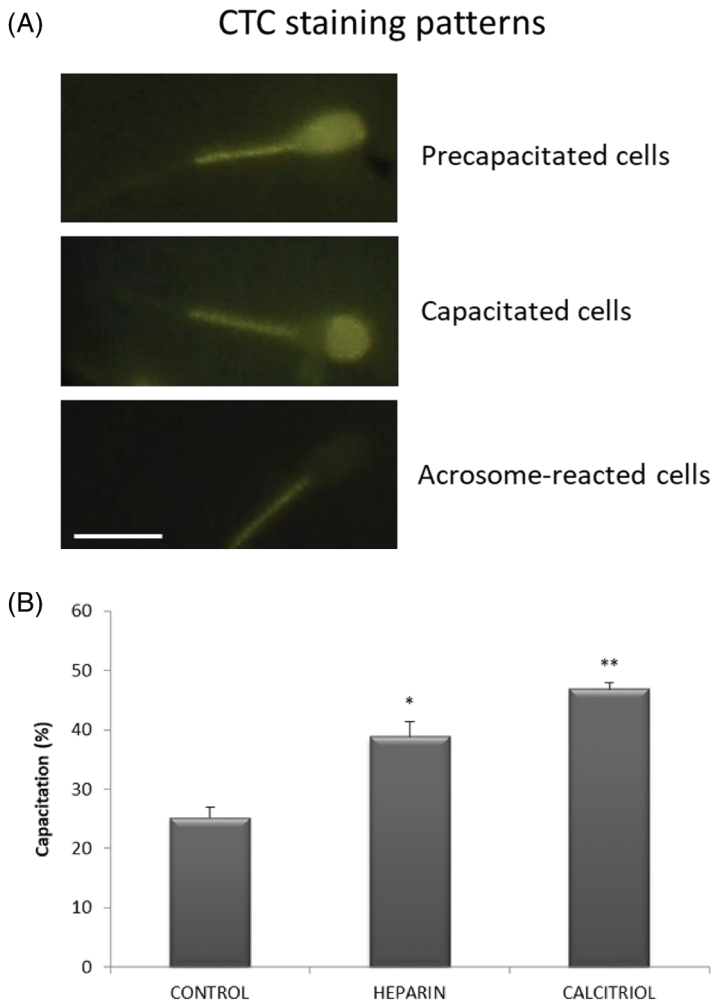 (A)
CTC staining patterns
Precapacitated cells
Capacitated cells
Acrosome-reacted cells
(B)
60
50
40
30
20
10
0
Capacitation (%)
*
**
CONTROL
HEPARIN
CALCITRIOL